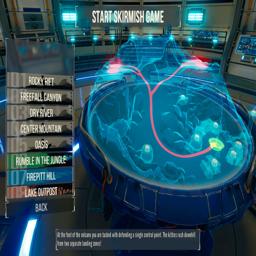 START SKIRMISH GAME
ROCKY RIFT
FREEFALL CANYON
DRY RIVER
CENTER MOUNTAIN
OASIS
RUMBLE IN THE JUNGLE
FIREPITT HILL
LAKE OUTPOST
BACK
At the foot of the volcano you are tasked with defending a single control point. The critters rush downhill
from two separate landing zones!